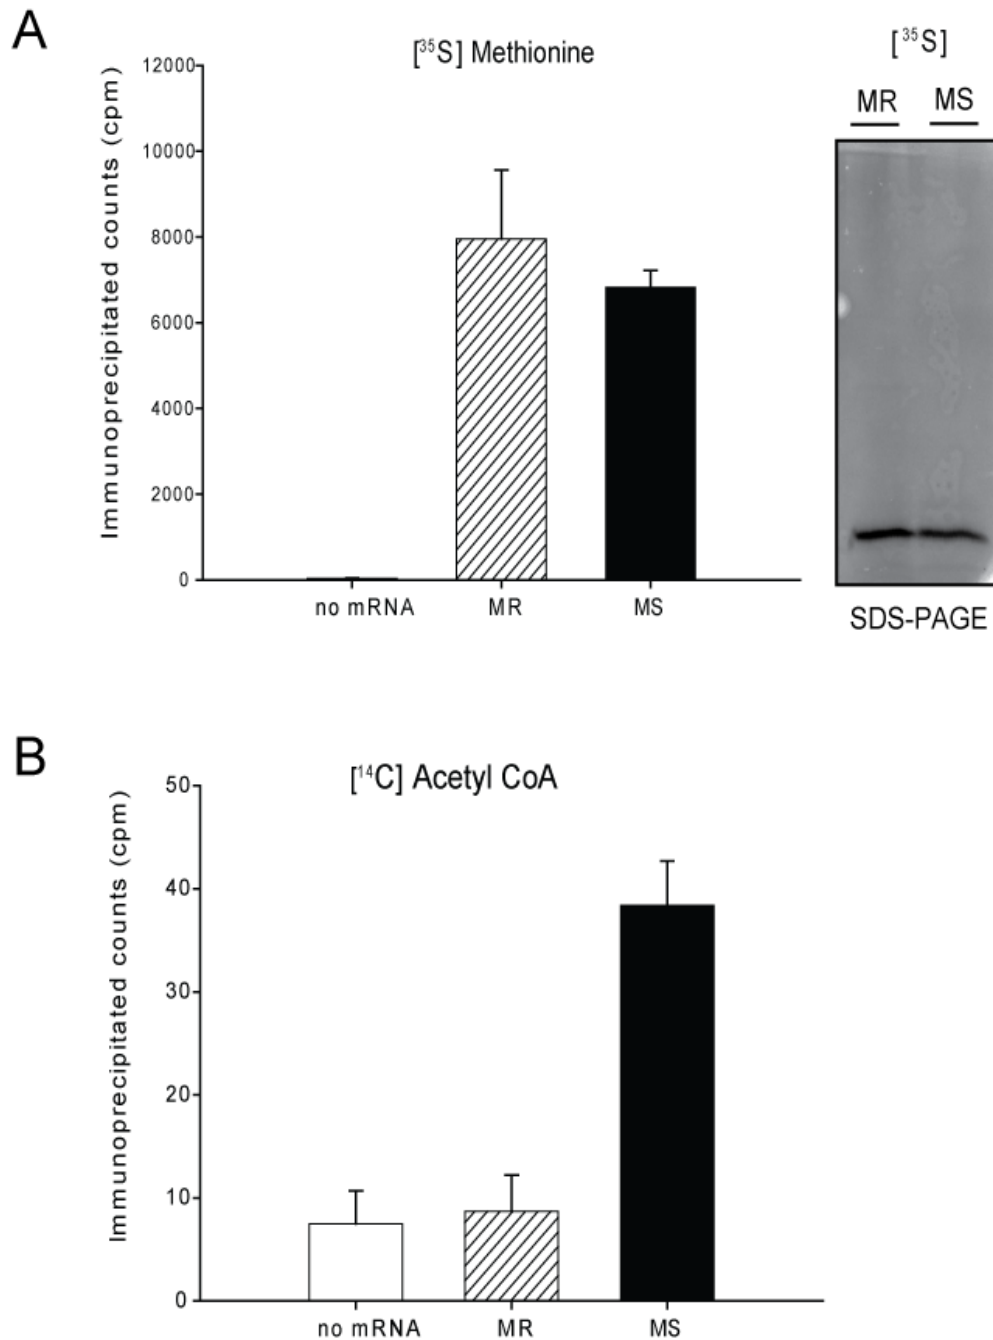 A
[³⁵S] Methionine
Immunoprecipitated counts (cpm)
12000
10000
8000
6000
4000
2000
0
no mRNA MR MS
[³⁵S]
MR MS
SDS-PAGE
B
[¹⁴C] Acetyl CoA
Immunoprecipitated counts (cpm)
50
40
30
20
10
0
no mRNA MR MS